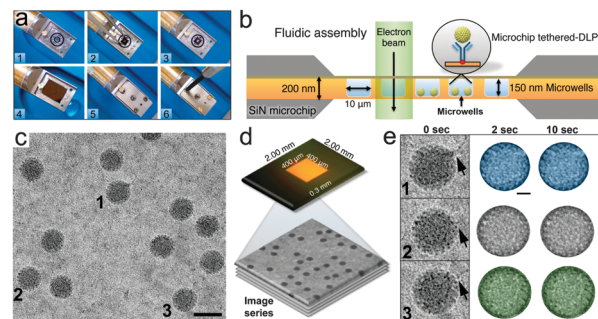 a
1
2
3
4
5
6
b
Fluidic assembly
Electron
beam
Microchip tethered-DLP
200 nm
SiN microchip
10 µm
Microwells
150 nm Microwells
c
1
2
3
d
2.00 mm
2.00 mm
400 µm
400 µm
0.3 mm
Image
series
e
0 sec
2 sec
10 sec
1
2
3